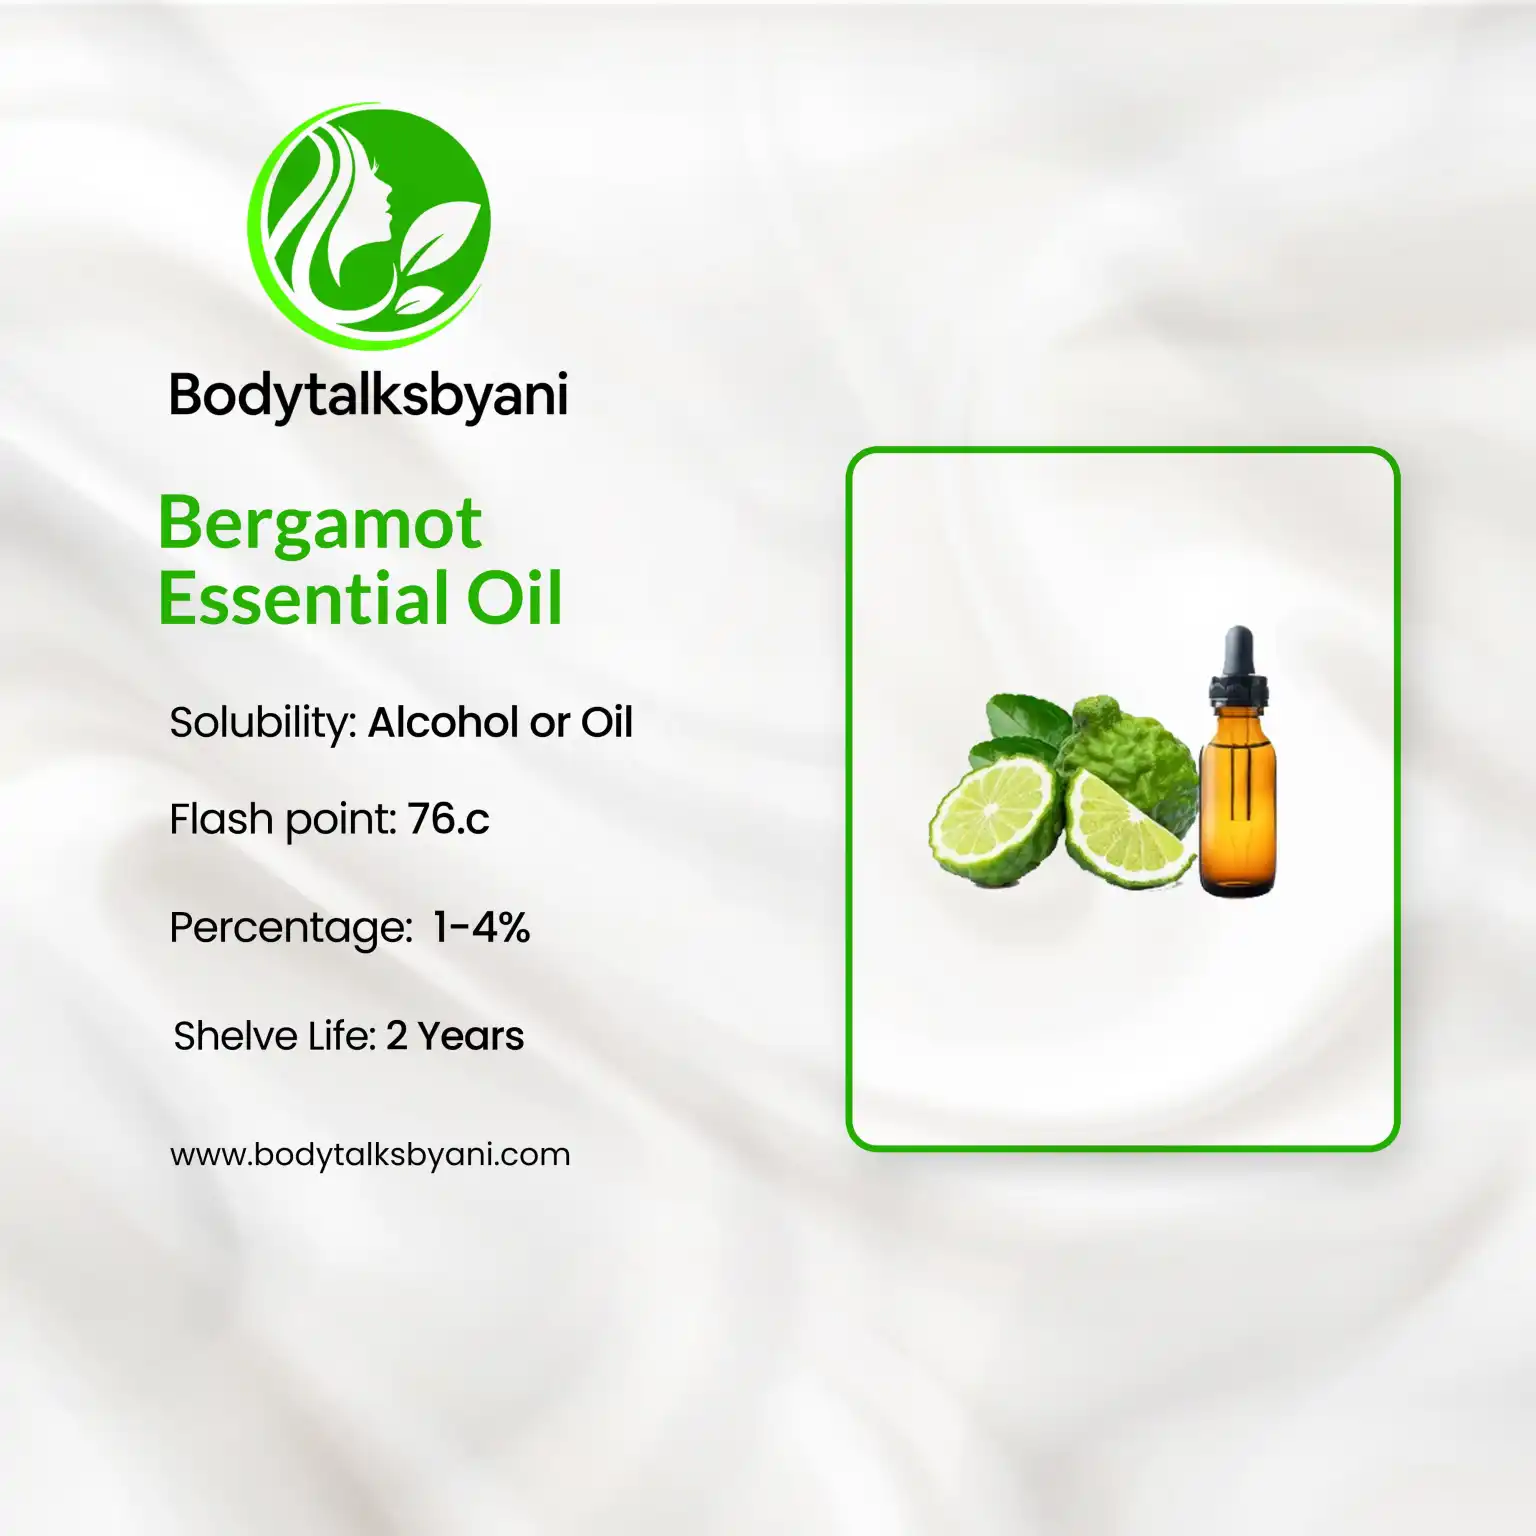 Bodytalksbyani
Bergamot
Essential Oil
Solubility: Alcohol or Oil
Flash point: 76.c
Percentage: 1-4%
Shelve Life: 2 Years
www.bodytalksbyani.com